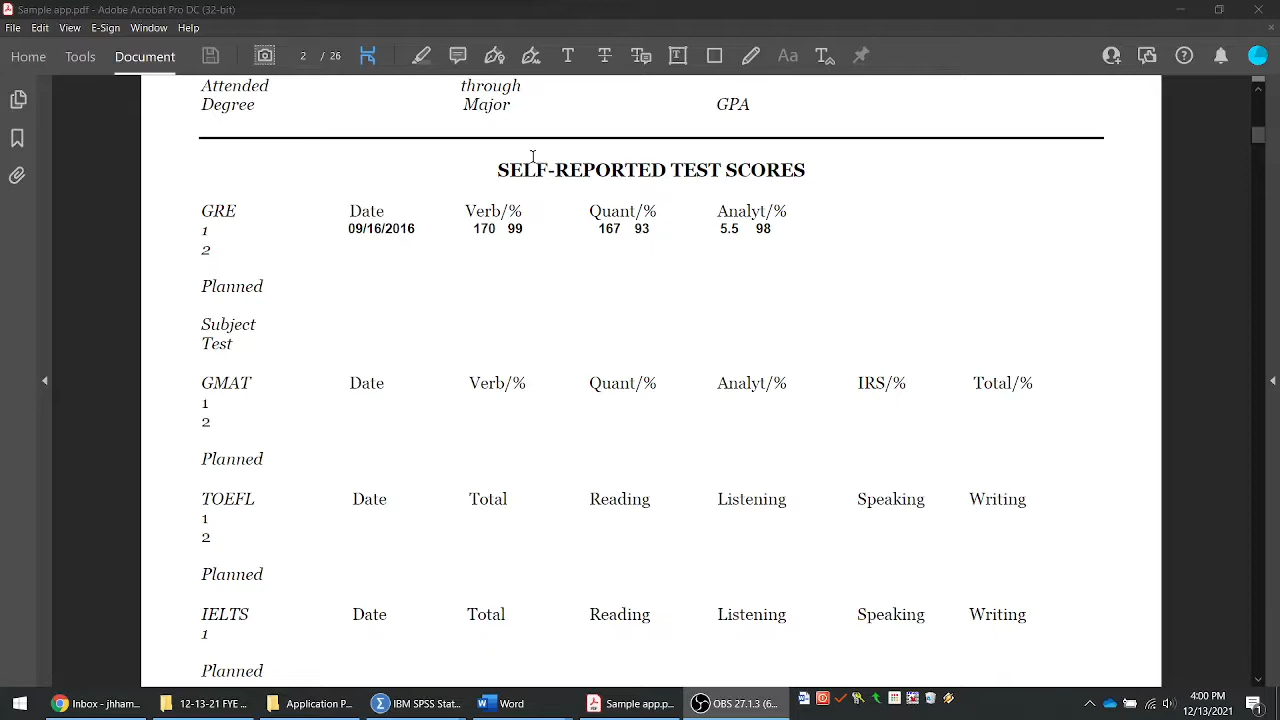 Sample app.pdf - Adobe Acrobat Pro DC (32-bit)
File Edit View E-Sign Window Help
Home Tools Document 2 / 26
Attended through
Degree Major GPA
SELF-REPORTED TEST SCORES
GRE Date Verb/% Quant/% Analyt/%
1 09/16/2016 170 99 167 93 5.5 98
2
Planned
Subject
Test
GMAT Date Verb/% Quant/% Analyt/% IRS/% Total/%
1
2
Planned
TOEFL Date Total Reading Listening Speaking Writing
1
2
Planned
IELTS Date Total Reading Listening Speaking Writing
1
Planned
Inbox - jhham... 12-13-21 FFE ... Application P... IBM SPSS Stat... Word Sample app.p... OBS 27.1.3 (6... 4:00 PM
12/13/2021